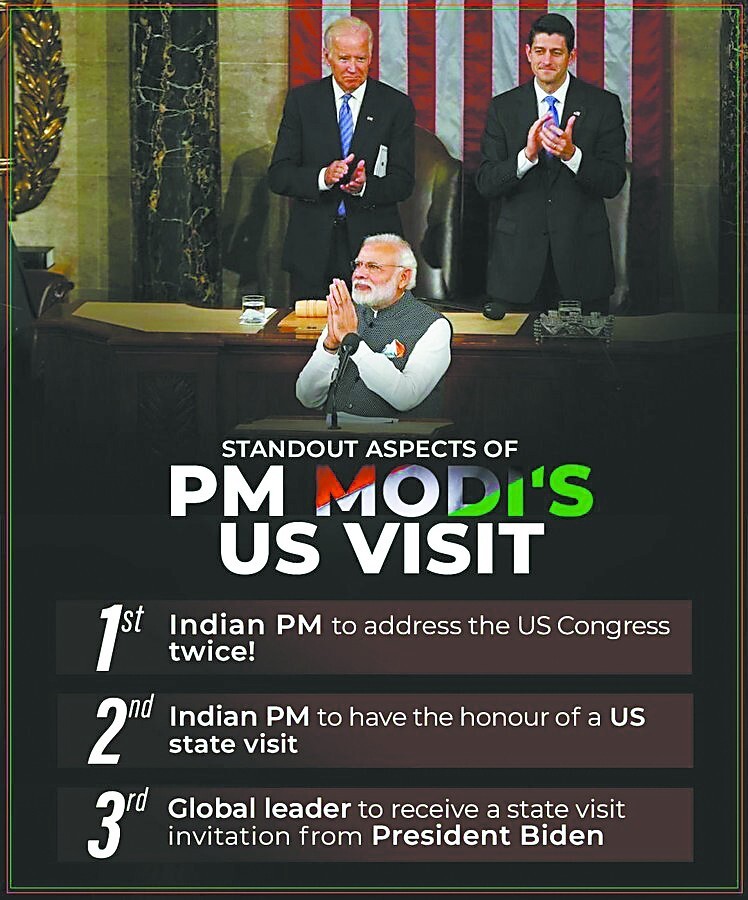 STANDOUT ASPECTS OF
PM MODI'S
US VISIT
1st
Indian PM to address the US Congress
twice!
2nd
Indian PM to have the honour of a US
state visit
3rd
Global leader to receive a state visit
invitation from President Biden